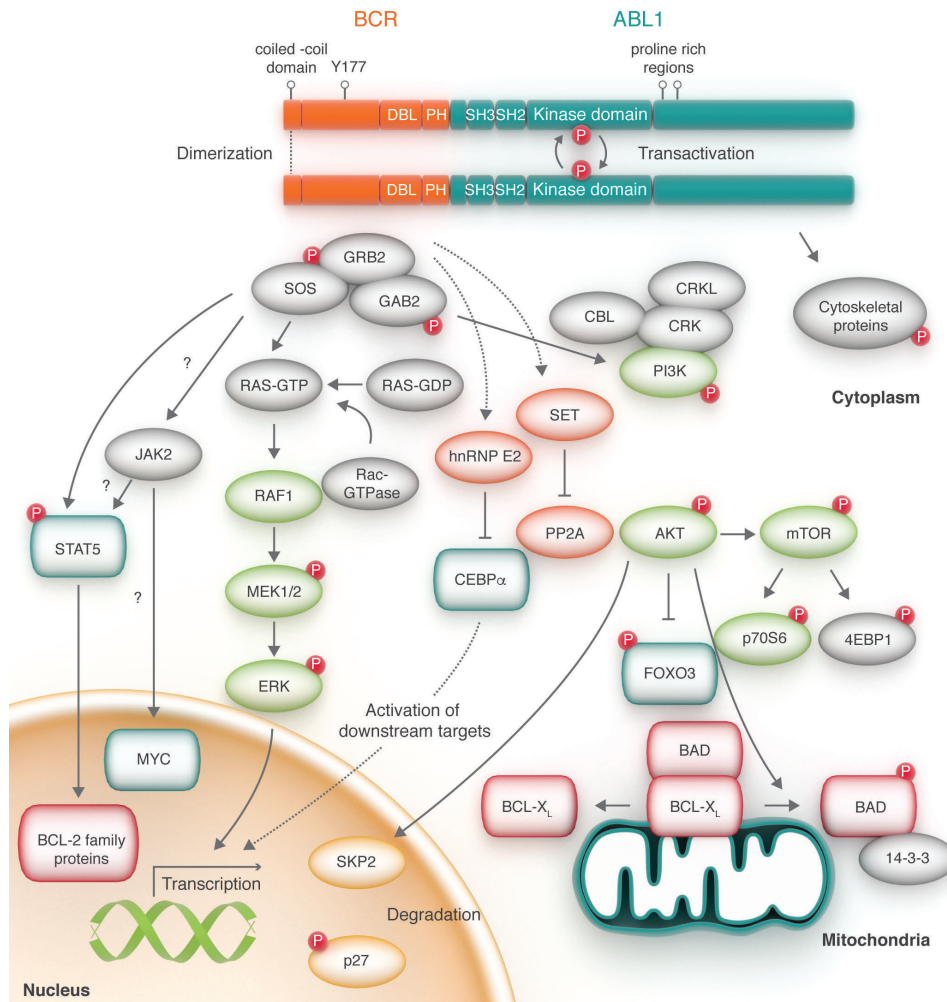 BCR
ABL1
coiled -coil
domain
Y177
proline rich
regions
DBL
PH
SH3
SH2
Kinase domain
P
Dimerization
P
Transactivation
DBL
PH
SH3
SH2
Kinase domain
P
GRB2
SOS
GAB2
P
CRKL
CBL
CRK
PI3K
P
Cytoskeletal
proteins
P
Cytoplasm
?
RAS-GTP
RAS-GDP
SET
JAK2
hnRNP E2
?
RAF1
Rac-
GTPase
P
STAT5
PP2A
AKT
P
mTOR
P
CEBPα
?
MEK1/2
P
p70S6
P
4EBP1
P
P
FOXO3
ERK
P
Activation of
downstream targets
MYC
BAD
BCL-XL
BCL-XL
BAD
P
14-3-3
BCL-2 family
proteins
SKP2
Transcription
Degradation
P
p27
Mitochondria
Nucleus